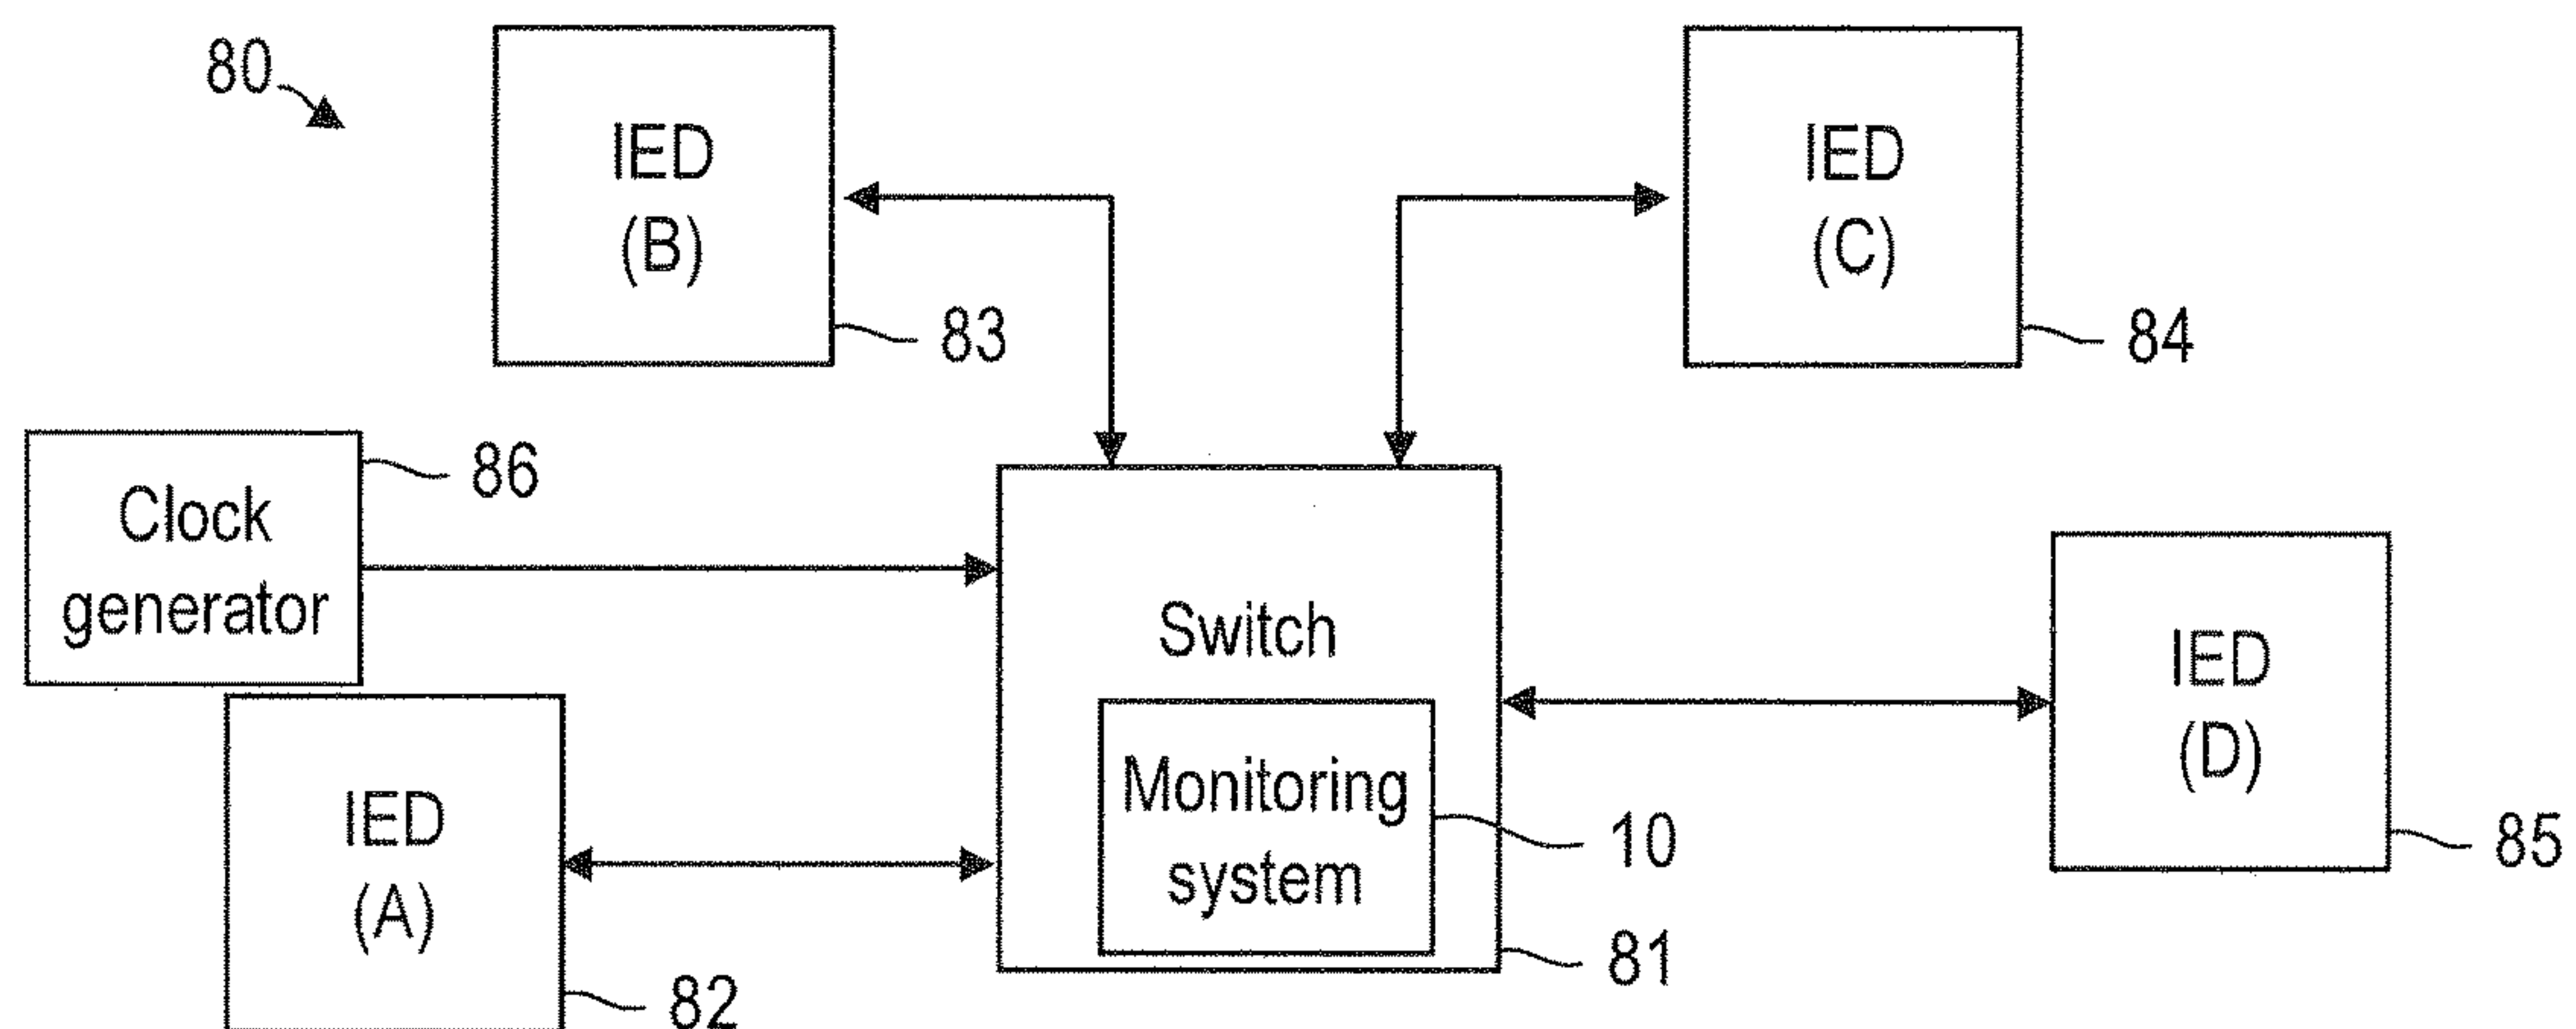 80
IED
(B)
83
IED
(C)
84
Clock
generator
86
Switch
Monitoring
system
10
81
IED
(D)
85
IED
(A)
82